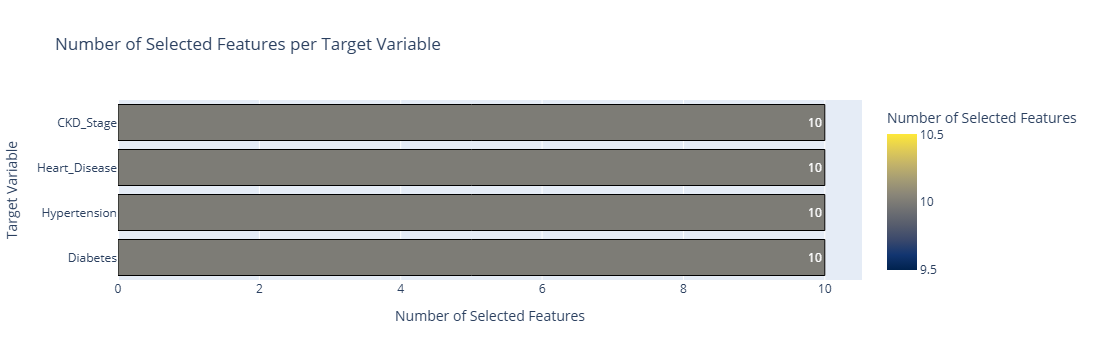 Number of Selected Features per Target Variable
Target Variable
CKD_Stage
10
Heart_Disease
10
Hypertension
10
Diabetes
10
0 2 4 6 8 10
Number of Selected Features
Number of Selected Features
10.5
10
9.5